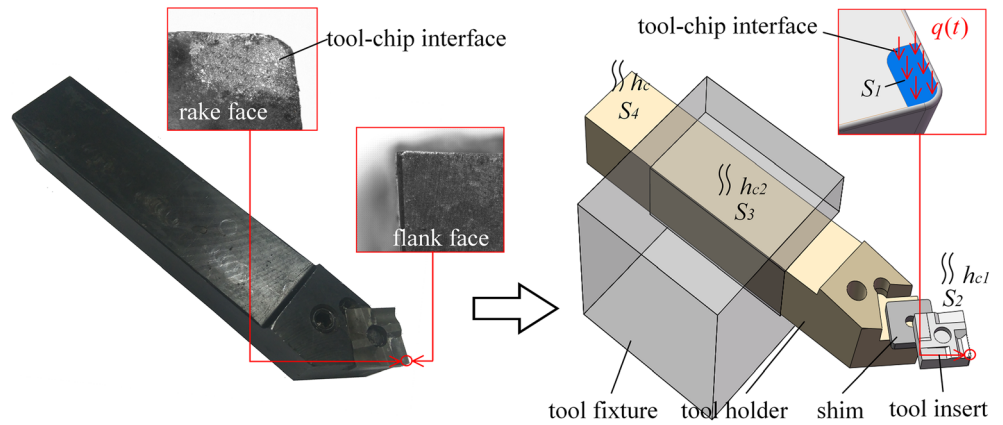 tool-chip interface
rake face
flank face
tool-chip interface
q(t)
S1
hc
S4
hc2
S3
hc1
S2
tool fixture
tool holder
shim
tool insert